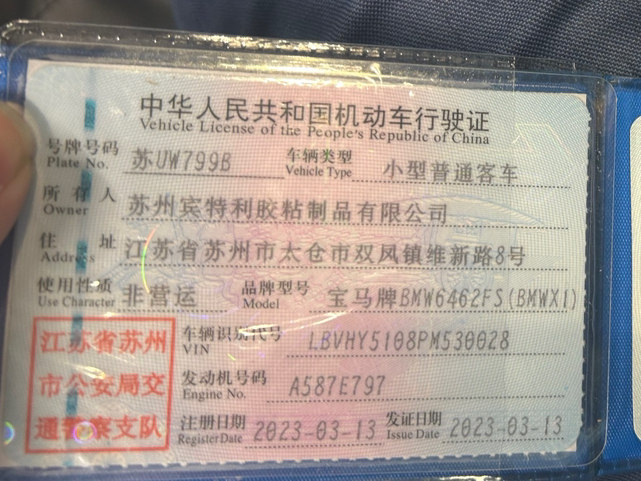 中华人民共和国机动车行驶证
Vehicle License of the People's Republic of China
号牌号码 苏UW799B 车辆类型 小型普通客车
Plate No. Vehicle Type
所有人 苏州宾特利胶粘制品有限公司
Owner
住址 江苏省苏州市太仓市双凤镇维新路8号
Address
使用性质 非营运 品牌型号 宝马牌BMW6462FS(BMWX1)
Use Character Model
江苏省苏州 车辆识别代号 LBVHY5108PM530028
VIN
市公安局交 发动机号码 A587E797
Engine No.
通警察支队 注册日期 2023-03-13 发证日期 2023-03-13
Register Date Issue Date